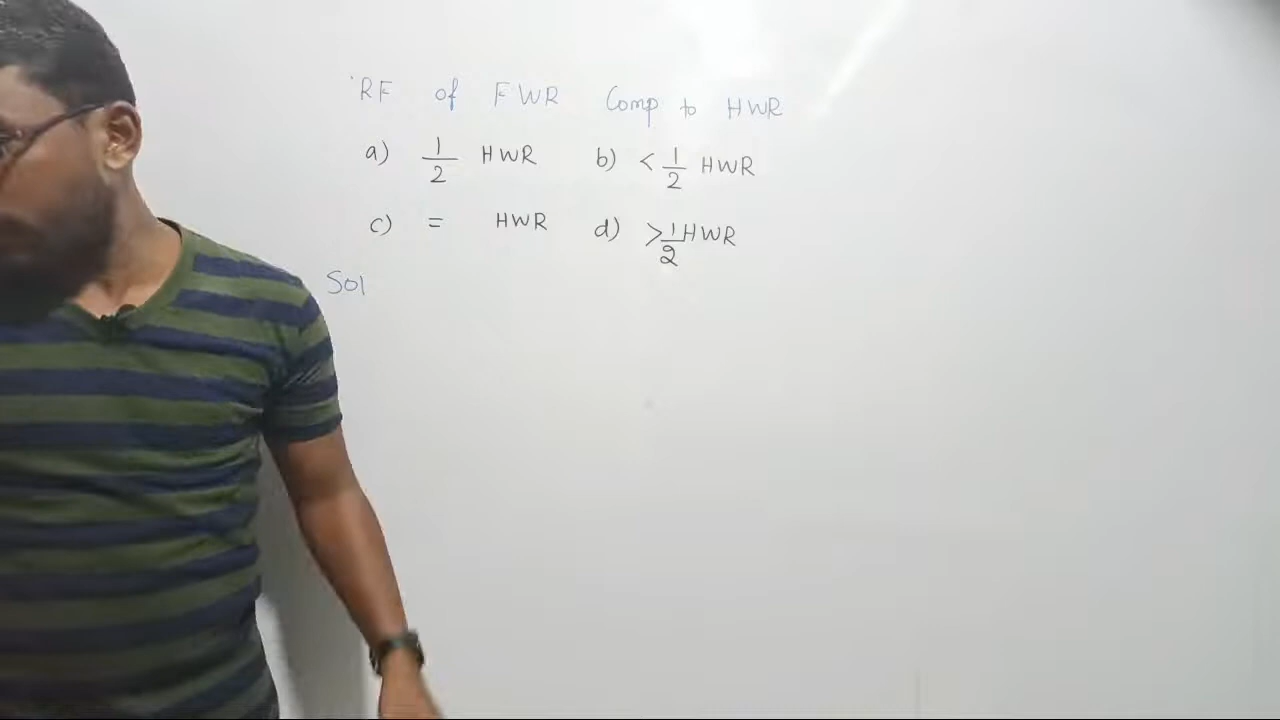 RF of FWR Comp to HWR
a) 1/2 HWR b) < 1/2 HWR
c) = HWR d) > 1/2 HWR
Sol